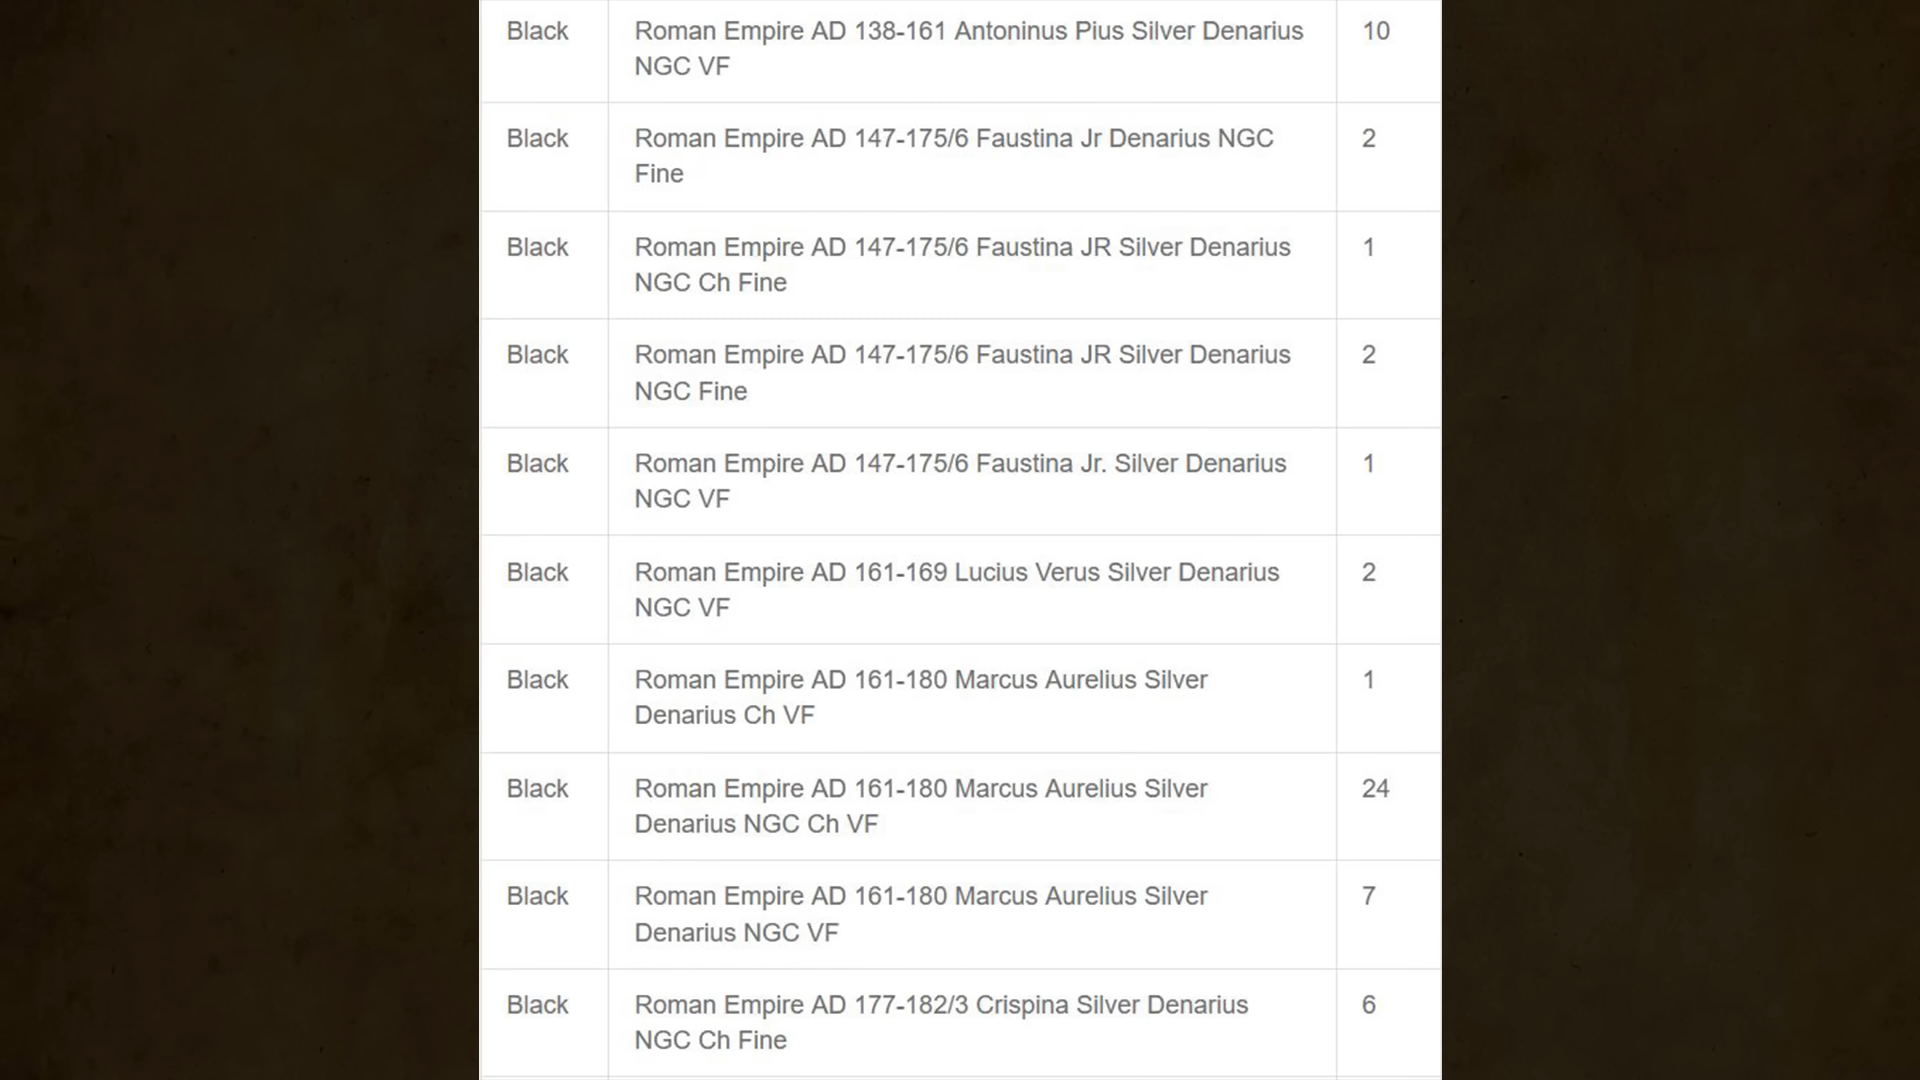 Black Roman Empire AD 138-161 Antoninus Pius Silver Denarius 10
NGC VF
Black Roman Empire AD 147-175/6 Faustina Jr Denarius NGC 2
Fine
Black Roman Empire AD 147-175/6 Faustina JR Silver Denarius 1
NGC Ch Fine
Black Roman Empire AD 147-175/6 Faustina JR Silver Denarius 2
NGC Fine
Black Roman Empire AD 147-175/6 Faustina Jr. Silver Denarius 1
NGC VF
Black Roman Empire AD 161-169 Lucius Verus Silver Denarius 2
NGC VF
Black Roman Empire AD 161-180 Marcus Aurelius Silver 1
Denarius Ch VF
Black Roman Empire AD 161-180 Marcus Aurelius Silver 24
Denarius NGC Ch VF
Black Roman Empire AD 161-180 Marcus Aurelius Silver 7
Denarius NGC VF
Black Roman Empire AD 177-182/3 Crispina Silver Denarius 6
NGC Ch Fine